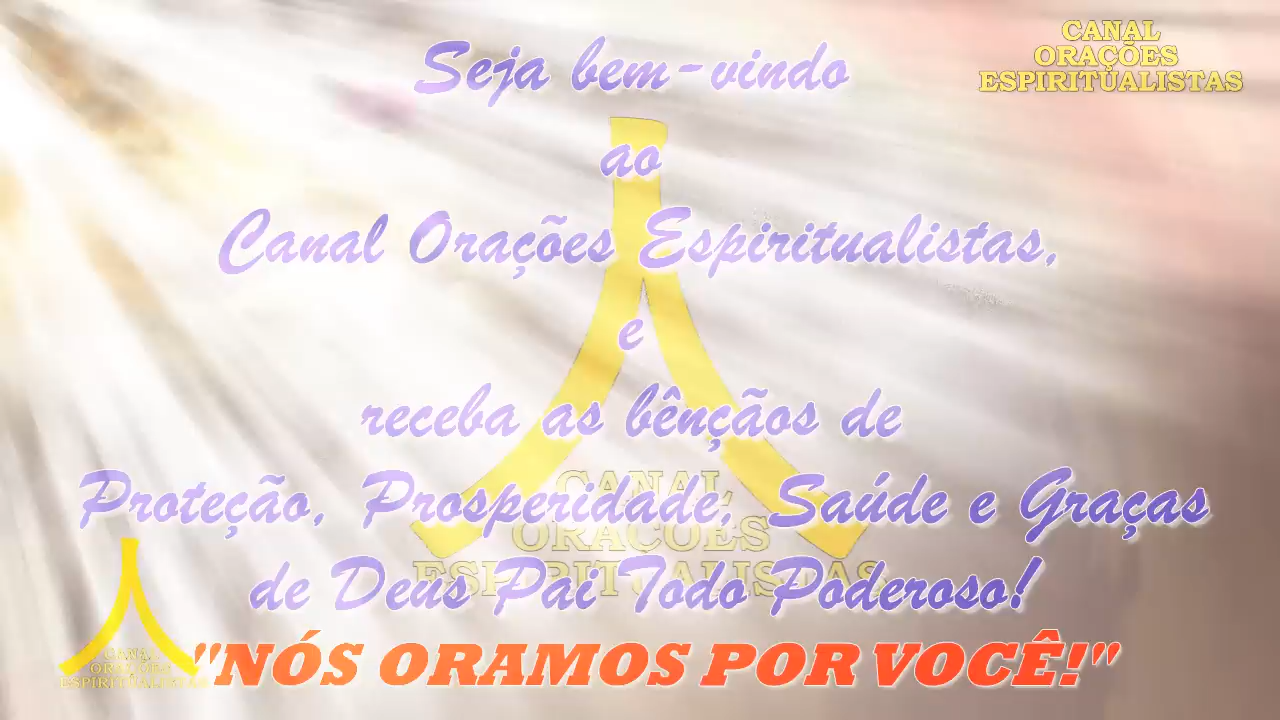 CANAL
ORAÇÕES
ESPIRITUALISTAS
Seja bem-vindo
ao
Canal Orações Espiritualistas,
e
receba as bênçãos de
Proteção, Prosperidade, Saúde e Graças
de Deus Pai Todo Poderoso!
CANAL
ORAÇÕES
ESPIRITUALISTAS
CANAL
ORAÇÕES
ESPIRITUALISTAS
"NÓS ORAMOS POR VOCÊ!"